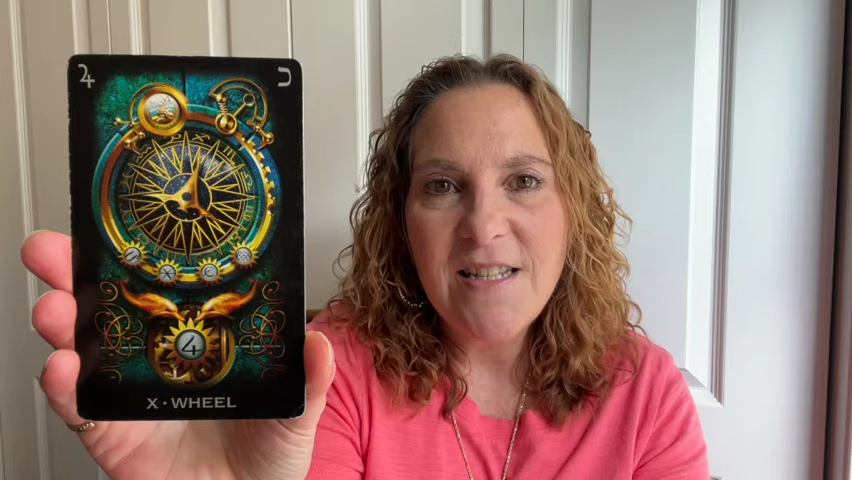 ♃ כ
♃
X · WHEEL